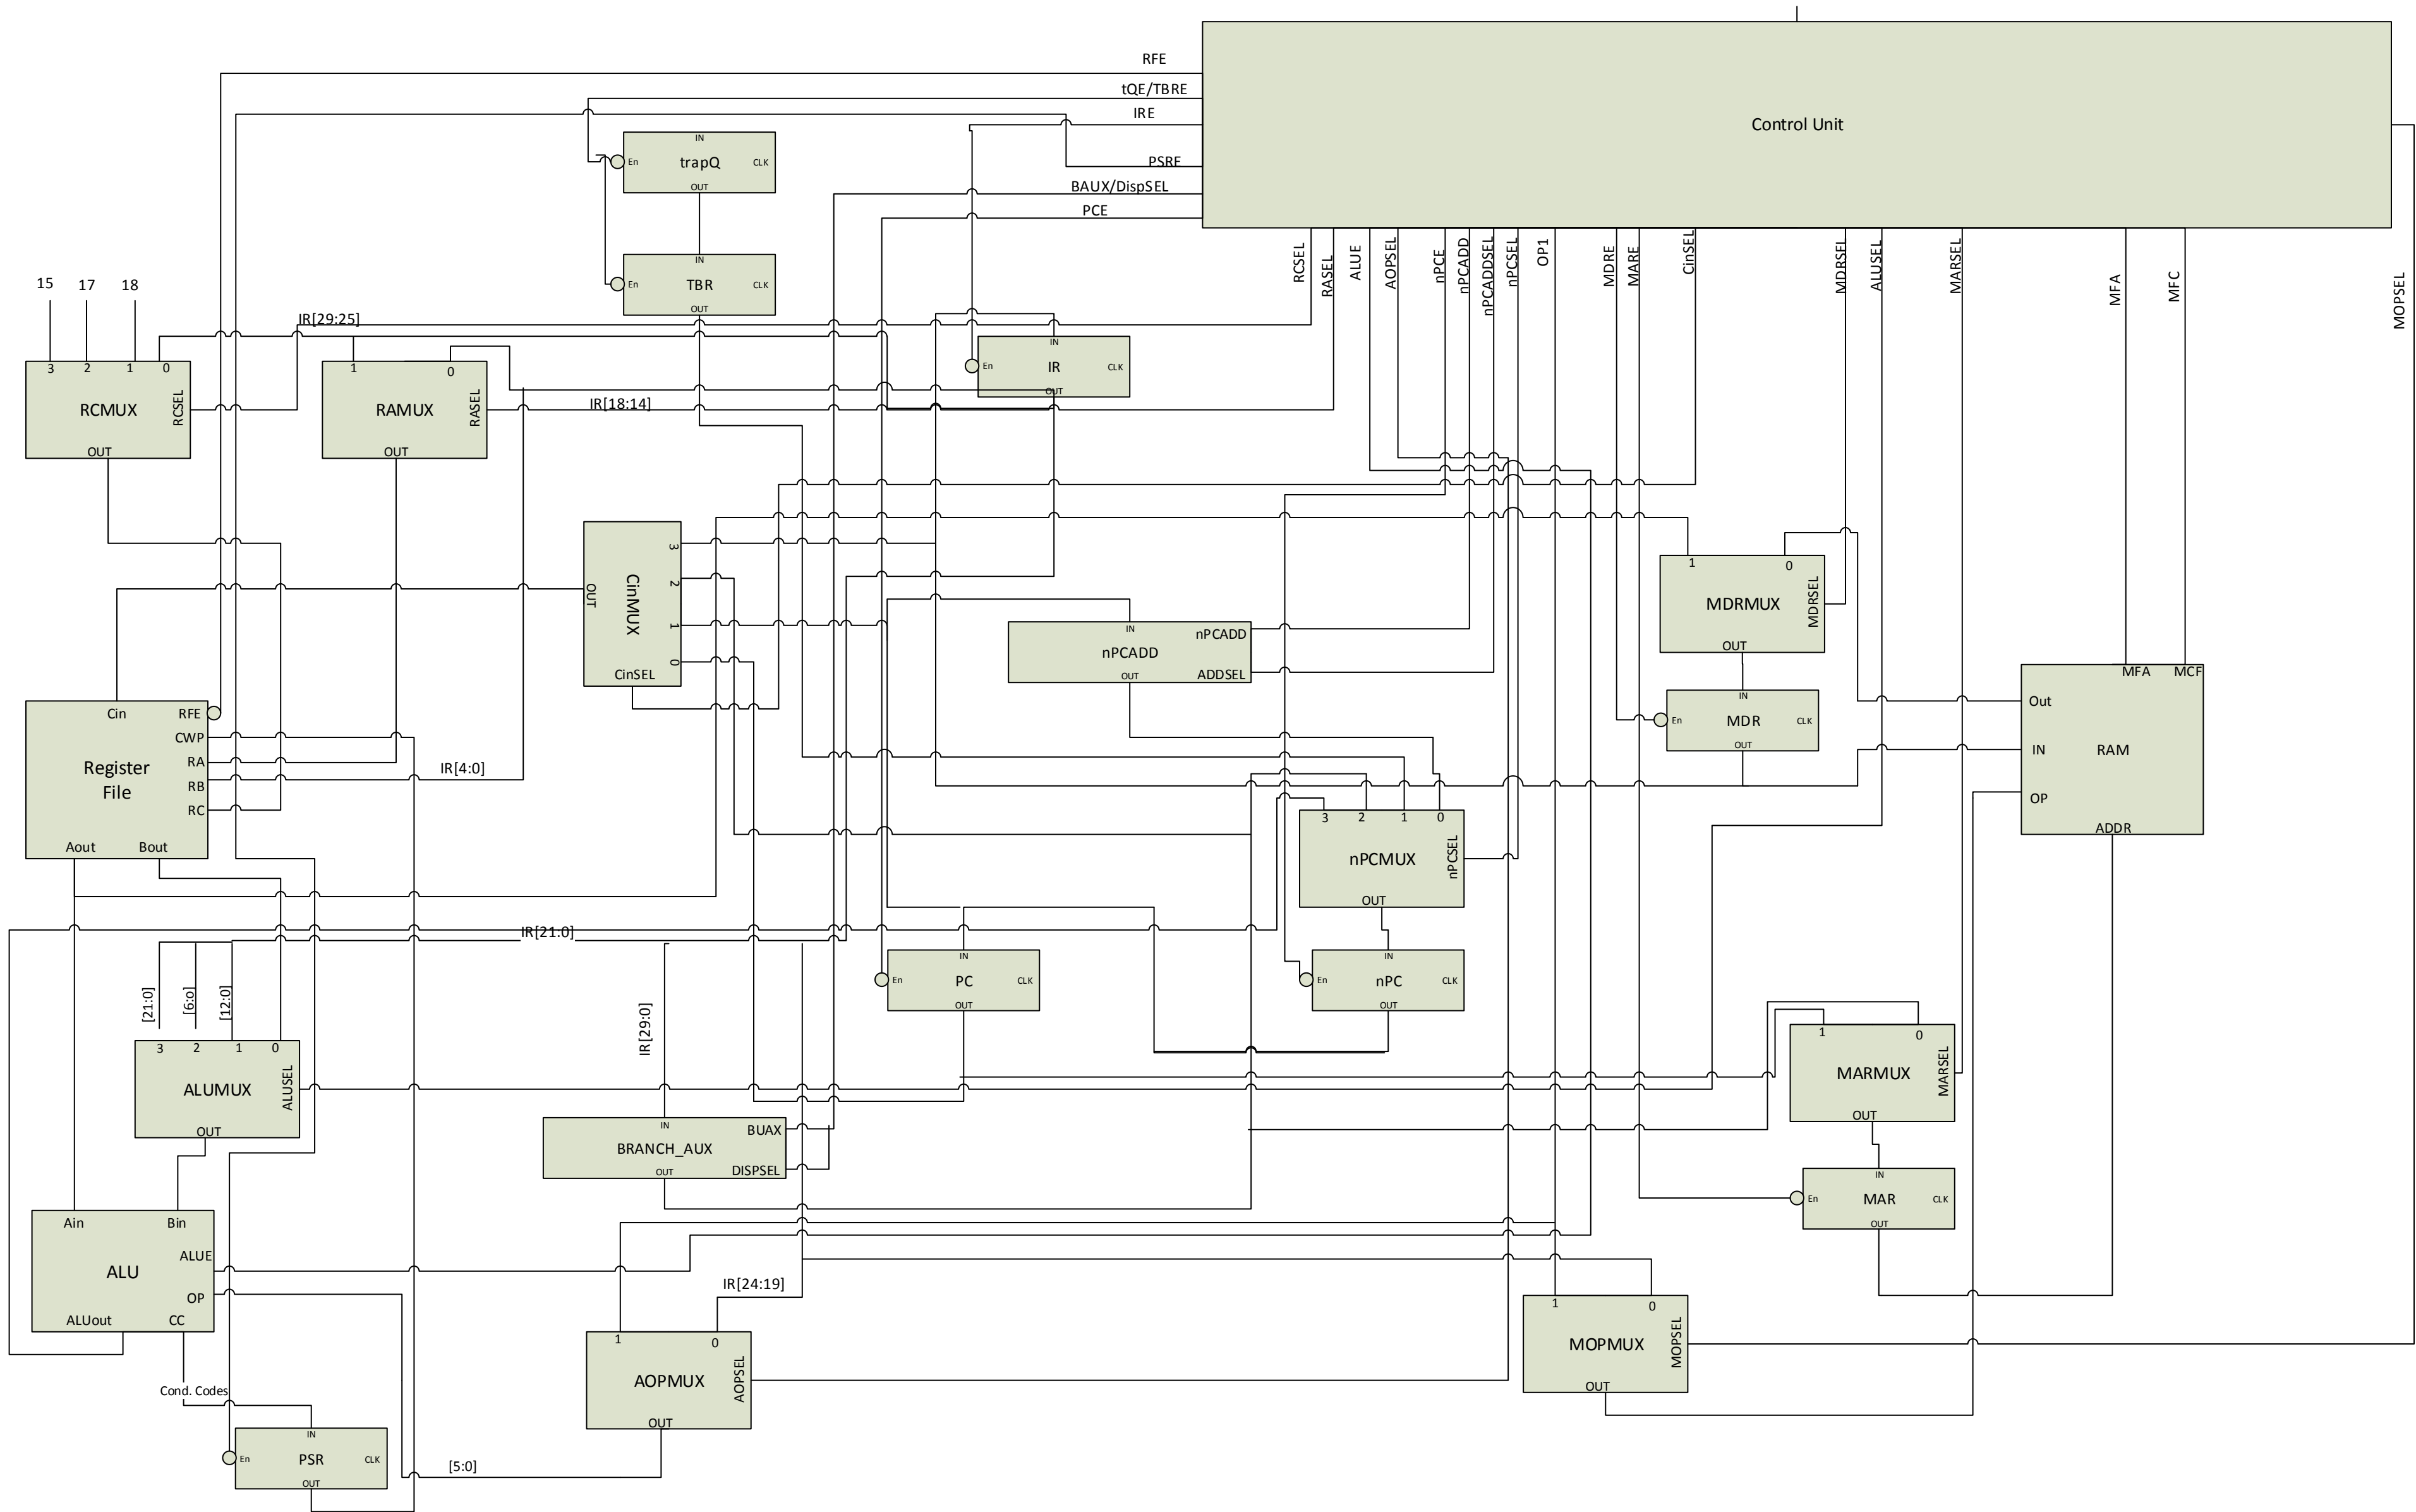 RFE
tQE/TBRE
IRE
PSRE
BAUX/DispSEL
PCE
Control Unit
RCSEL
RASEL
ALUE
AOPSEL
nPCE
nPCADD
nPCADDSEL
nPCSEL
OP1
MDRE
MARE
CinSEL
MDRSEL
ALUSEL
MARSEL
MFA
MFC
MOPSEL
IN
En
trapQ
CLK
OUT
IN
En
TBR
CLK
OUT
15
17
18
IR[29:25]
3
2
1
0
RCMUX
RCSEL
OUT
1
0
RAMUX
RASEL
OUT
IR[18:14]
IN
En
IR
CLK
OUT
3
2
1
0
CinMUX
OUT
CinSEL
IN
nPCADD
nPCADD
ADDSEL
OUT
1
0
MDRMUX
MDRSEL
OUT
IN
En
MDR
CLK
OUT
MFA
MCF
Out
IN
RAM
OP
ADDR
Cin
RFE
CWP
RA
RB
RC
Register
File
Aout
Bout
IR[4:0]
3
2
1
0
nPCMUX
nPCSEL
OUT
IR[21:0]
IN
En
PC
CLK
OUT
IN
En
nPC
CLK
OUT
[21:0]
[6:o]
[12:0]
IR[29:0]
3
2
1
0
ALUMUX
ALUSEL
OUT
1
0
MARMUX
MARSEL
OUT
IN
BUAX
BRANCH_AUX
OUT
DISPSEL
IN
En
MAR
CLK
OUT
Ain
Bin
ALUE
ALU
OP
ALUout
CC
IR[24:19]
1
0
AOPMUX
AOPSEL
OUT
1
0
MOPMUX
MOPSEL
OUT
Cond. Codes
IN
En
PSR
CLK
OUT
[5:0]